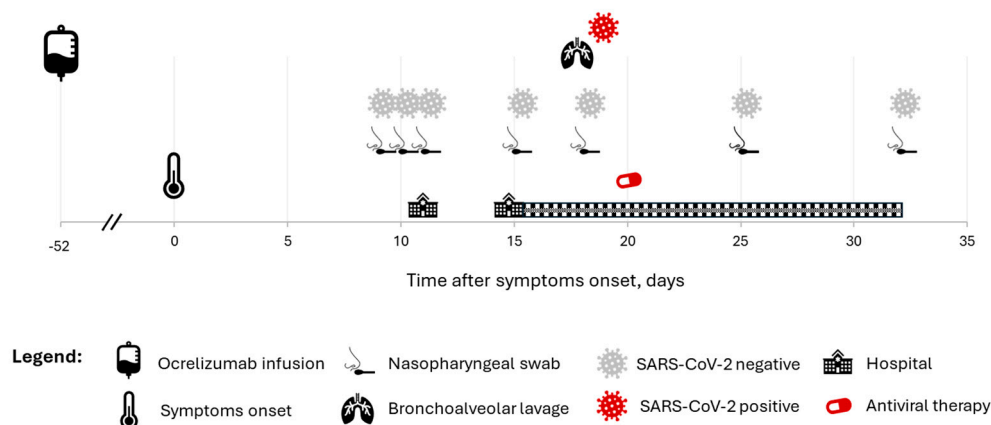 -52 0 5 10 15 20 25 30 35
Time after symptoms onset, days
Legend: Ocrelizumab infusion Nasopharyngeal swab SARS-CoV-2 negative Hospital
Symptoms onset Bronchoalveolar lavage SARS-CoV-2 positive Antiviral therapy